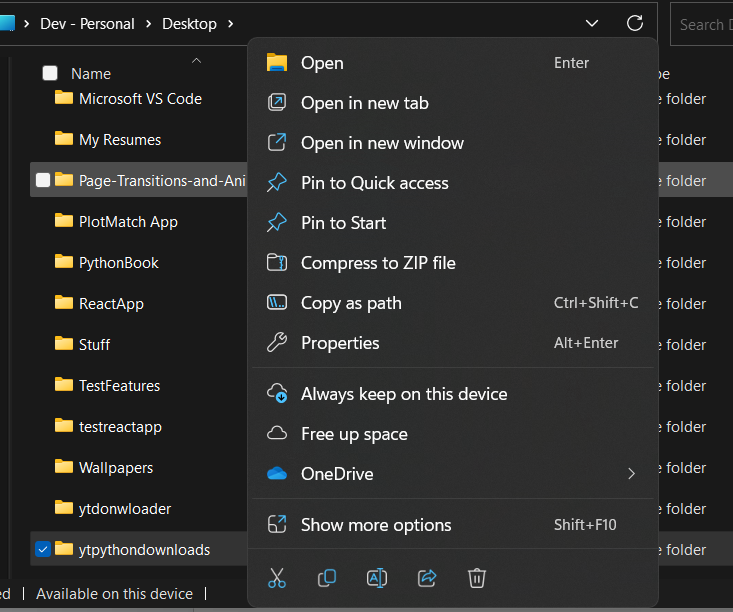 Dev - Personal > Desktop >
Search
Name
Microsoft VS Code
folder
My Resumes
folder
Page-Transitions-and-Ani
folder
PlotMatch App
folder
PythonBook
folder
ReactApp
folder
Stuff
folder
TestFeatures
folder
testreactapp
folder
Wallpapers
folder
ytdonwloader
folder
ytpythondownloads
folder
Available on this device
Open Enter
Open in new tab
Open in new window
Pin to Quick access
Pin to Start
Compress to ZIP file
Copy as path Ctrl+Shift+C
Properties Alt+Enter
Always keep on this device
Free up space
OneDrive
Show more options Shift+F10